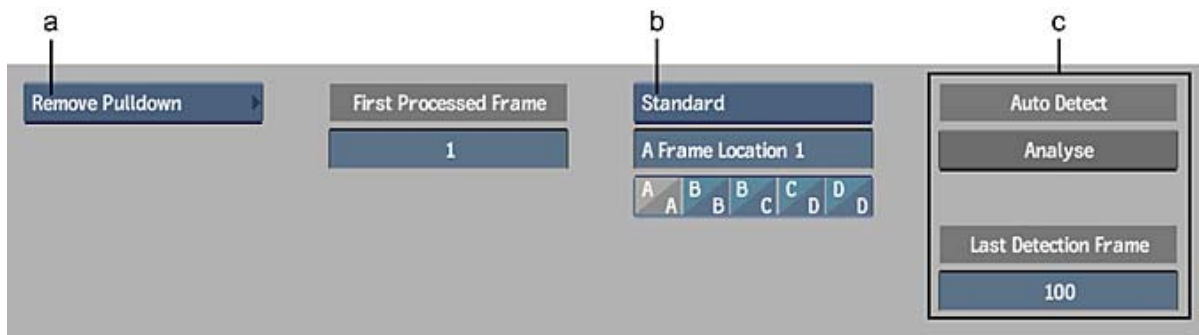 a
b
c
Remove Pulldown
First Processed Frame
1
Standard
A Frame Location 1
A A B B B C C D D D
Auto Detect
Analyse
Last Detection Frame
100